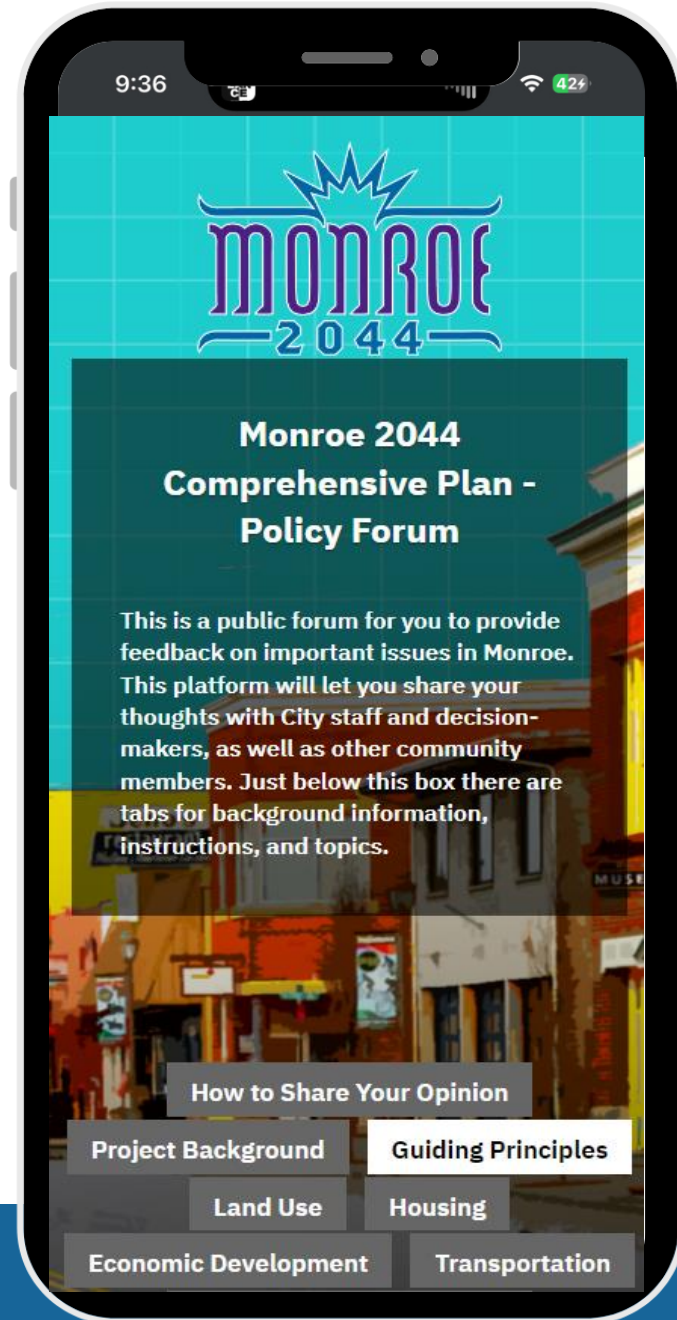 9:36
42
MONROE
2044
Monroe 2044
Comprehensive Plan -
Policy Forum
This is a public forum for you to provide
feedback on important issues in Monroe.
This platform will let you share your
thoughts with City staff and decision-
makers, as well as other community
members. Just below this box there are
tabs for background information,
instructions, and topics.
MUSE
How to Share Your Opinion
Project Background
Guiding Principles
Land Use
Housing
Economic Development
Transportation